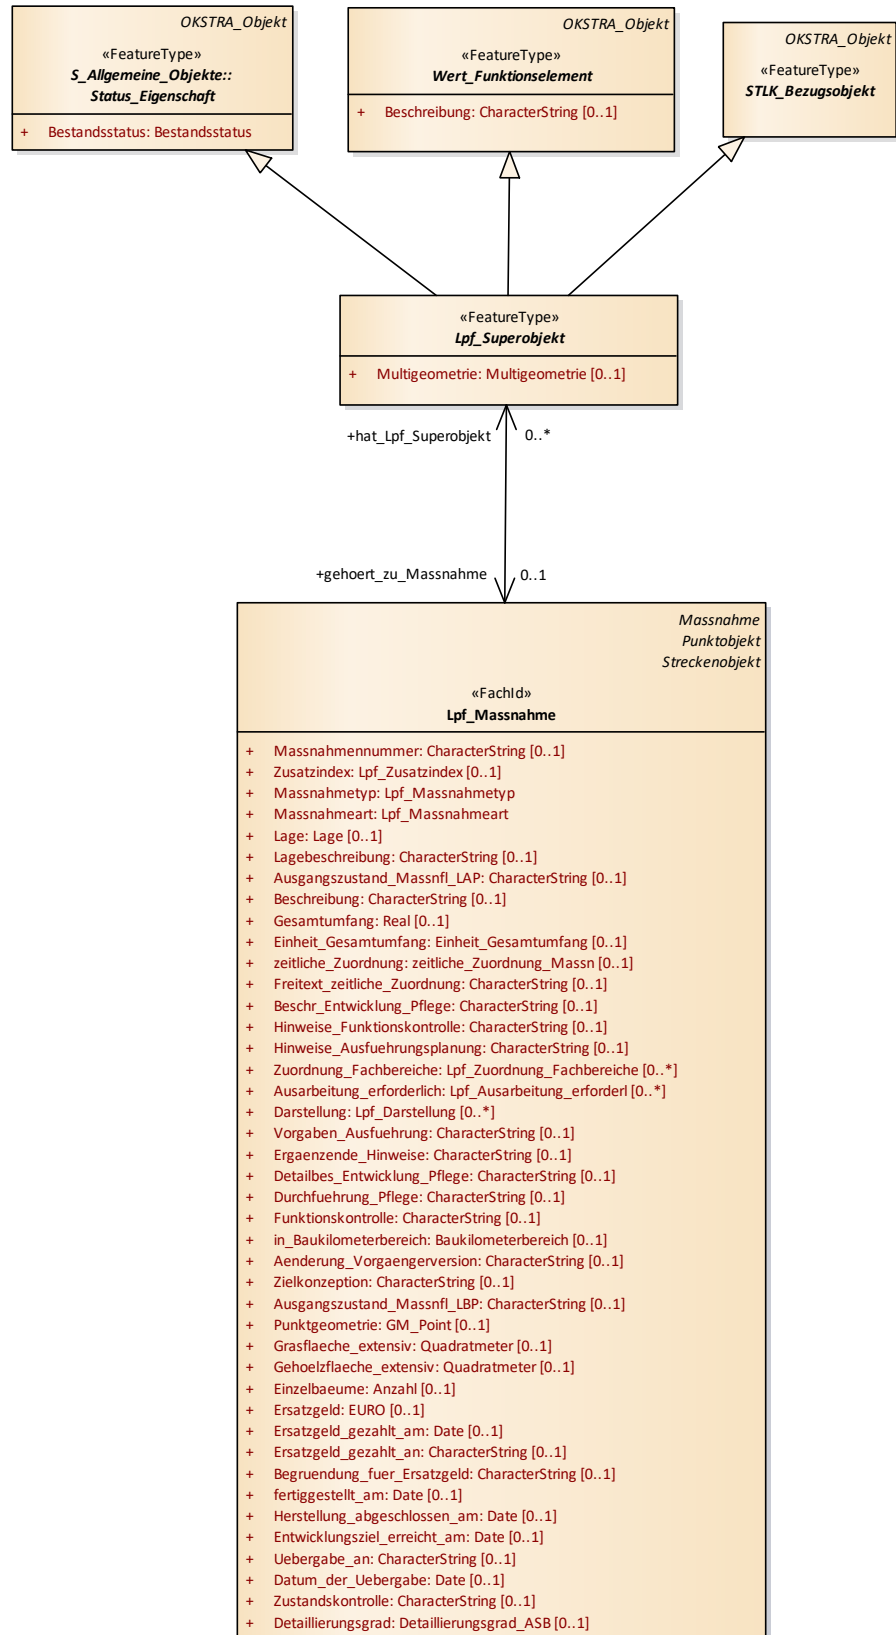 OKSTRA_Objekt
«FeatureType»
S_Allgemeine_Objekte::
Status_Eigenschaft
+ Bestandsstatus: Bestandsstatus
OKSTRA_Objekt
«FeatureType»
Wert_Funktionselement
+ Beschreibung: CharacterString [0..1]
OKSTRA_Objekt
«FeatureType»
STLK_Bezugsobjekt
«FeatureType»
Lpf_Superobjekt
+ Multigeometrie: Multigeometrie [0..1]
+hat_Lpf_Superobjekt 0..*
+gehoert_zu_Massnahme 0..1
Massnahme
Punktobjekt
Streckenobjekt
«FachId»
Lpf_Massnahme
+ Massnahmennummer: CharacterString [0..1]
+ Zusatzindex: Lpf_Zusatzindex [0..1]
+ Massnahmetyp: Lpf_Massnahmetyp
+ Massnahmeart: Lpf_Massnahmeart
+ Lage: Lage [0..1]
+ Lagebeschreibung: CharacterString [0..1]
+ Ausgangszustand_Massnfl_LAP: CharacterString [0..1]
+ Beschreibung: CharacterString [0..1]
+ Gesamtumfang: Real [0..1]
+ Einheit_Gesamtumfang: Einheit_Gesamtumfang [0..1]
+ zeitliche_Zuordnung: zeitliche_Zuordnung_Massn [0..1]
+ Freitext_zeitliche_Zuordnung: CharacterString [0..1]
+ Beschr_Entwicklung_Pflege: CharacterString [0..1]
+ Hinweise_Funktionskontrolle: CharacterString [0..1]
+ Hinweise_Ausfuehrungsplanung: CharacterString [0..1]
+ Zuordnung_Fachbereiche: Lpf_Zuordnung_Fachbereiche [0..*]
+ Ausarbeitung_erforderlich: Lpf_Ausarbeitung_erforderl [0..*]
+ Darstellung: Lpf_Darstellung [0..*]
+ Vorgaben_Ausfuehrung: CharacterString [0..1]
+ Ergaenzende_Hinweise: CharacterString [0..1]
+ Detailbes_Entwicklung_Pflege: CharacterString [0..1]
+ Durchfuehrung_Pflege: CharacterString [0..1]
+ Funktionskontrolle: CharacterString [0..1]
+ in_Baukilometerbereich: Baukilometerbereich [0..1]
+ Aenderung_Vorgaengerversion: CharacterString [0..1]
+ Zielkonzeption: CharacterString [0..1]
+ Ausgangszustand_Massnfl_LBP: CharacterString [0..1]
+ Punktgeometrie: GM_Point [0..1]
+ Grasflaeche_extensiv: Quadratmeter [0..1]
+ Gehoelzflaeche_extensiv: Quadratmeter [0..1]
+ Einzelbaeume: Anzahl [0..1]
+ Ersatzgeld: EURO [0..1]
+ Ersatzgeld_gezahlt_am: Date [0..1]
+ Ersatzgeld_gezahlt_an: CharacterString [0..1]
+ Begruendung_fuer_Ersatzgeld: CharacterString [0..1]
+ fertiggestellt_am: Date [0..1]
+ Herstellung_abgeschlossen_am: Date [0..1]
+ Entwicklungsziel_erreicht_am: Date [0..1]
+ Uebergabe_an: CharacterString [0..1]
+ Datum_der_Uebergabe: Date [0..1]
+ Zustandskontrolle: CharacterString [0..1]
+ Detaillierungsgrad: Detaillierungsgrad_ASB [0..1]